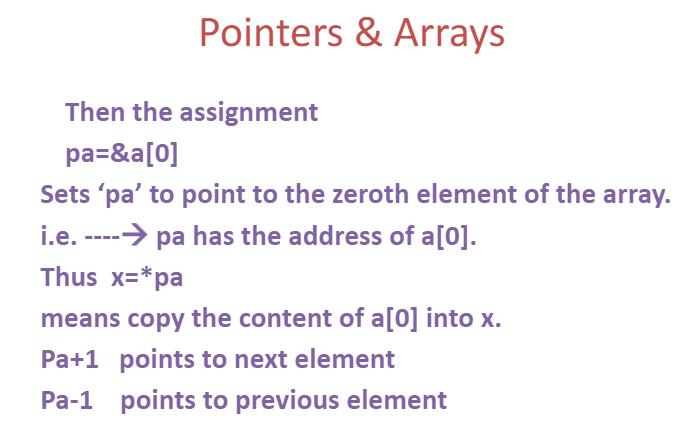 Pointers & Arrays
Then the assignment
pa=&a[0]
Sets ‘pa’ to point to the zeroth element of the array.
i.e. ----→ pa has the address of a[0].
Thus  x=*pa
means copy the content of a[0] into x.
Pa+1   points to next element
Pa-1    points to previous element